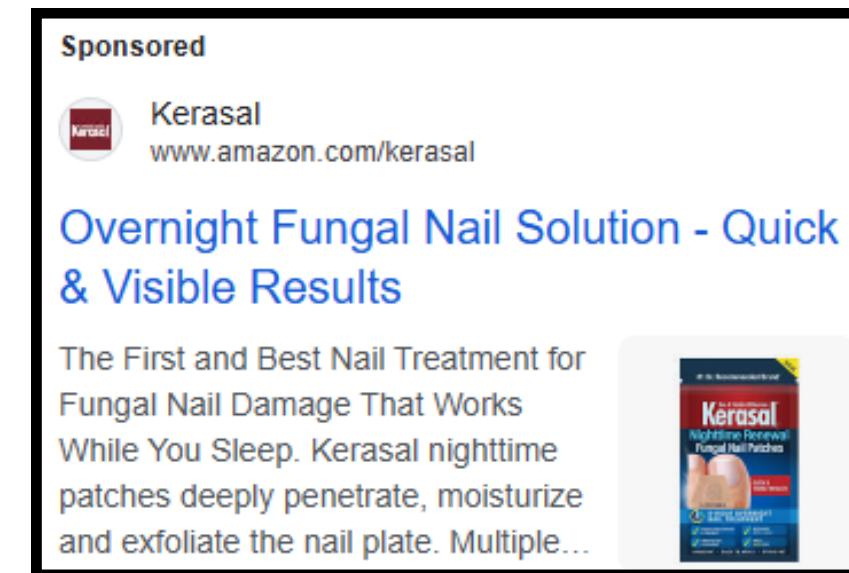 Sponsored
Kerasal
Kerasal
www.amazon.com/kerasal
Overnight Fungal Nail Solution - Quick
& Visible Results
The First and Best Nail Treatment for
Fungal Nail Damage That Works
While You Sleep. Kerasal nighttime
patches deeply penetrate, moisturize
and exfoliate the nail plate. Multiple...
Kerasal
Nighttime Renewal
Fungal Nail Patches